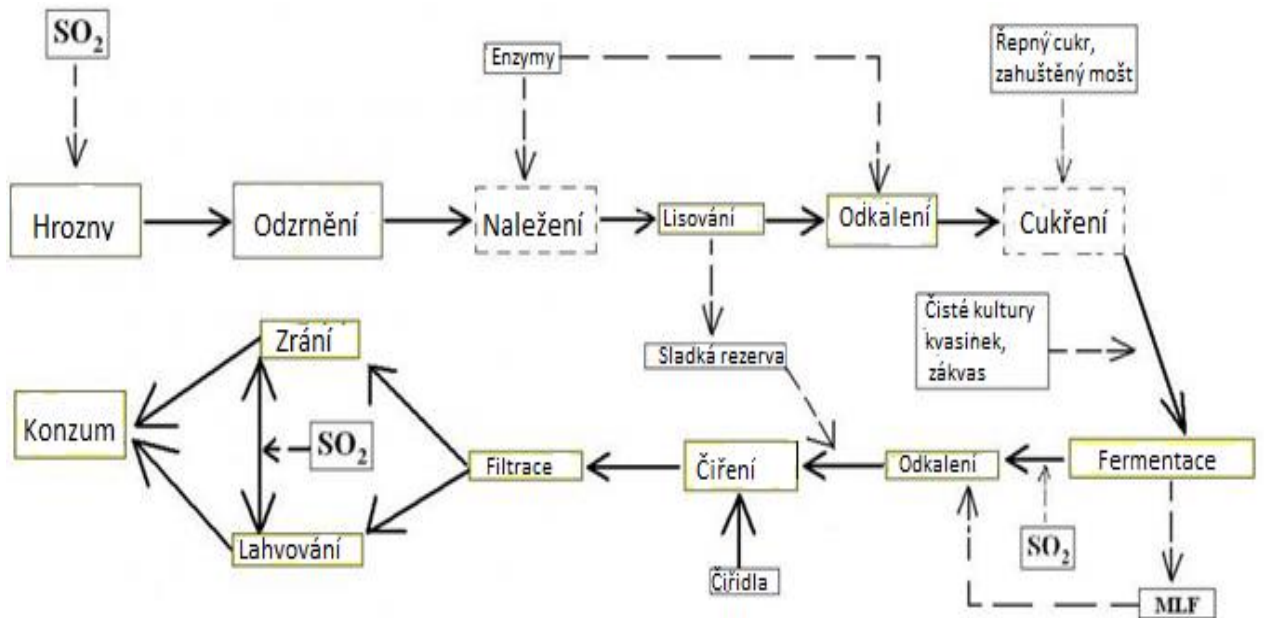 SO₂
Enzymy
Řepný cukr,
zahuštěný mošt
Hrozny
Odzrnění
Naležení
Lisování
Odkalení
Cukření
Čisté kultury
kvasinek,
zákvas
Sladká rezerva
Zrání
Konzum
SO₂
Filtrace
Čiření
Odkalení
Fermentace
Lahvování
SO₂
Čiřidla
MLF